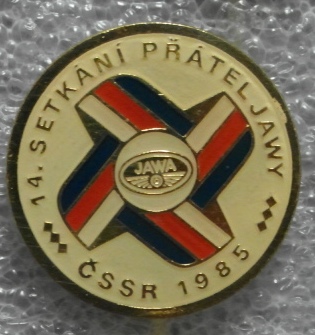 14. SETKÁNÍ PŘÁTEL JAWY
JAWA
ČSSR 1985